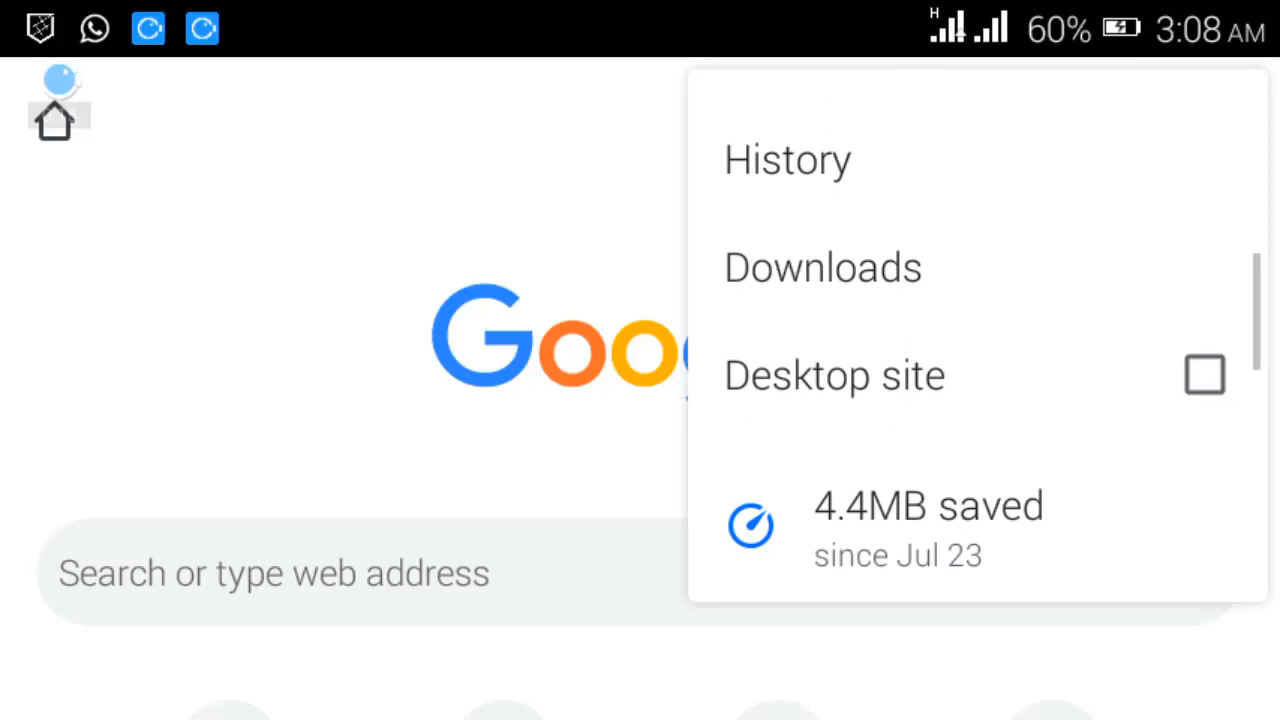 H 60% 3:08 AM
History
Downloads
Goo
Desktop site
4.4MB saved
since Jul 23
Search or type web address